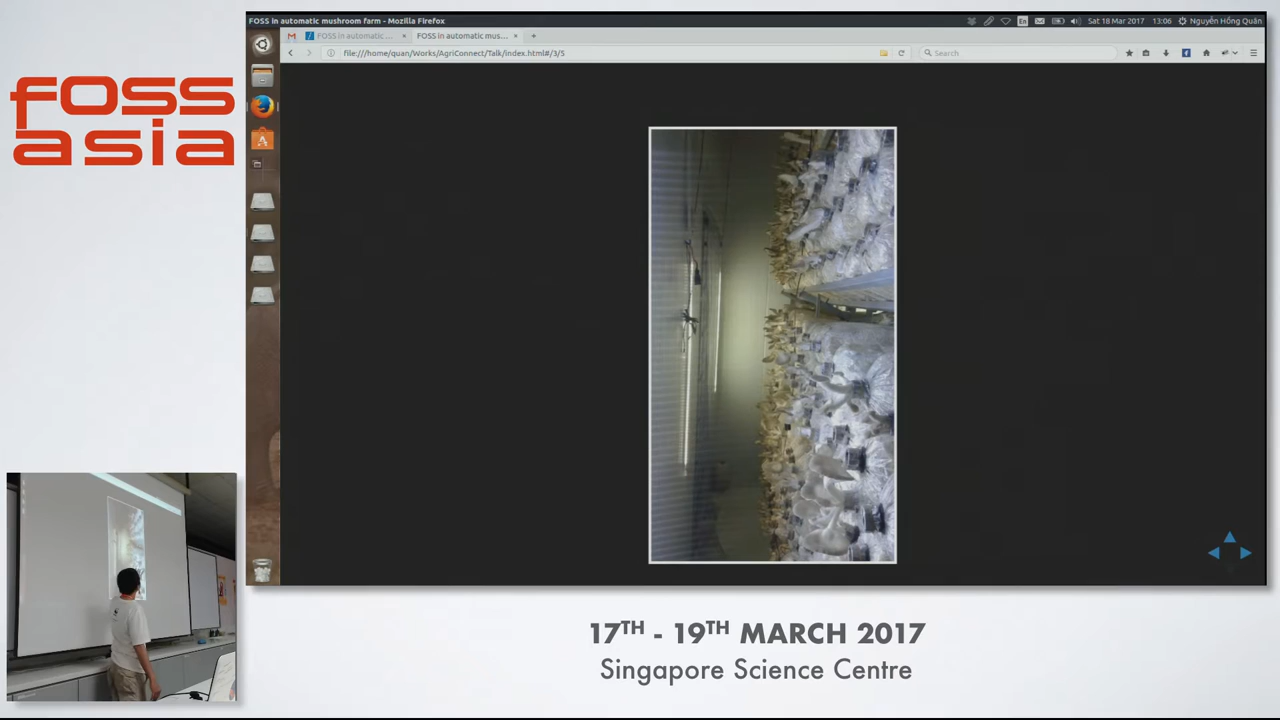 foss
asia
FOSS in automatic mushroom farm - Mozilla Firefox
En
Sat 18 Mar 2017
13:06
Nguyễn Hồng Quân
FOSS in automatic ...
FOSS in automatic mus...
file:///home/quan/Works/AgriConnect/Talk/index.html#/3/5
Search
17TH - 19TH MARCH 2017
Singapore Science Centre